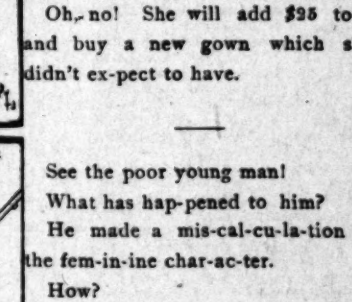 Oh, no! She will add $25 to
and buy a new gown which s
didn't ex-pect to have.
See the poor young man!
What has hap-pened to him?
He made a mis-cal-cu-la-tion
the fem-in-ine char-ac-ter.
How?